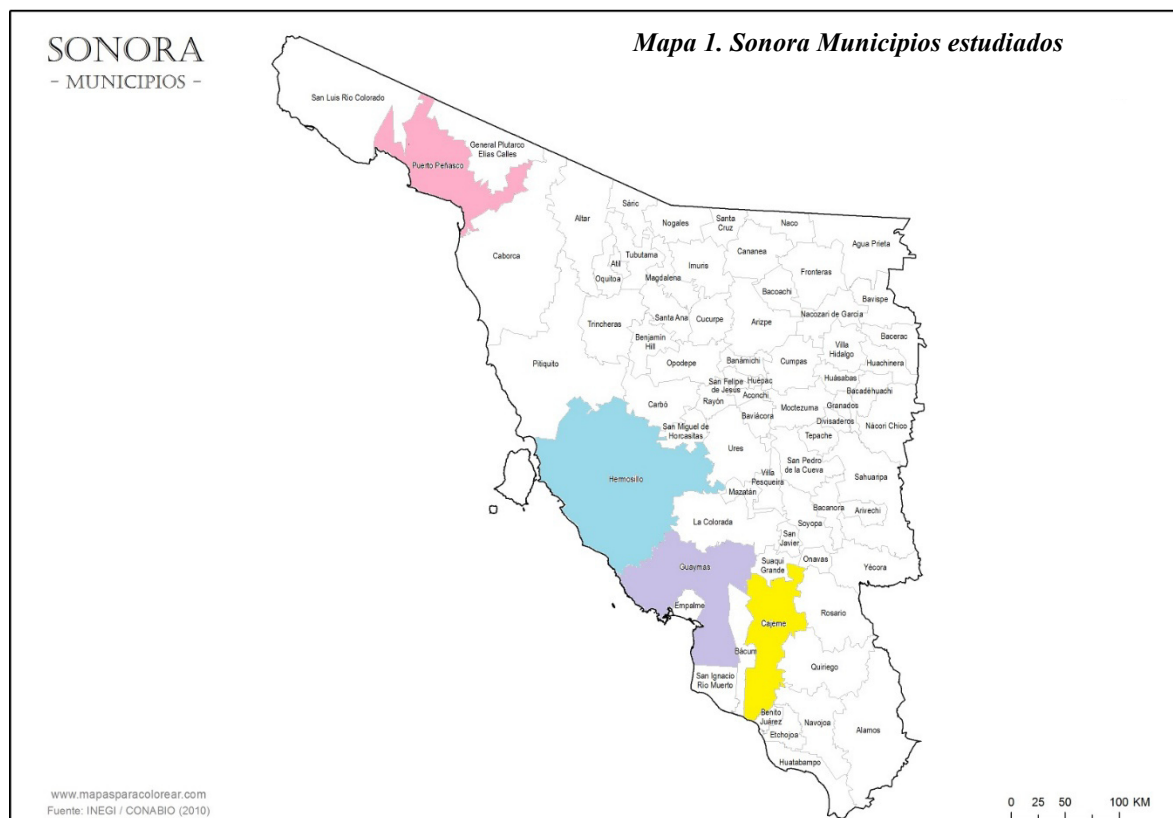 SONORA
- MUNICIPIOS -
Mapa 1. Sonora Municipios estudiados
San Luis Río Colorado
General Plutarco
Elías Calles
Puerto Peñasco
Caborca
Altar
Sáric
Nogales
Santa
Cruz
Naco
Agua Prieta
Cananea
Tubutama
Atil
Oquitoa
Magdalena
Imuris
Fronteras
Bacoachi
Bavispe
Trincheras
Santa Ana
Cucurpe
Arizpe
Nacozari de García
Bacerac
Benjamin
Hill
Villa
Hidalgo
Huachinera
Pitiquito
Opodepe
Banámichi
Cumpas
San Felipe
de Jesús
Huépac
Huásabas
Bacadéhuachi
Aconchi
Rayón
Carbó
Baviácora
Moctezuma
Granados
Divisaderos
Nácori Chico
San Miguel de
Horcasitas
Tepache
Ures
San Pedro
de la Cueva
Villa
Pesqueira
Sahuaripa
Hermosillo
Mazatán
Bacanora
Arivechi
La Colorada
Soyopa
San
Javier
Suaqui
Grande
Onavas
Yécora
Guaymas
Empalme
Rosario
Cajeme
Bácum
Quiriego
San Ignacio
Río Muerto
Benito
Juárez
Navojoa
Alamos
Etchojoa
Huatabampo
www.mapasparacolorear.com
Fuente: INEGI / CONABIO (2010)
0 25 50 100 KM